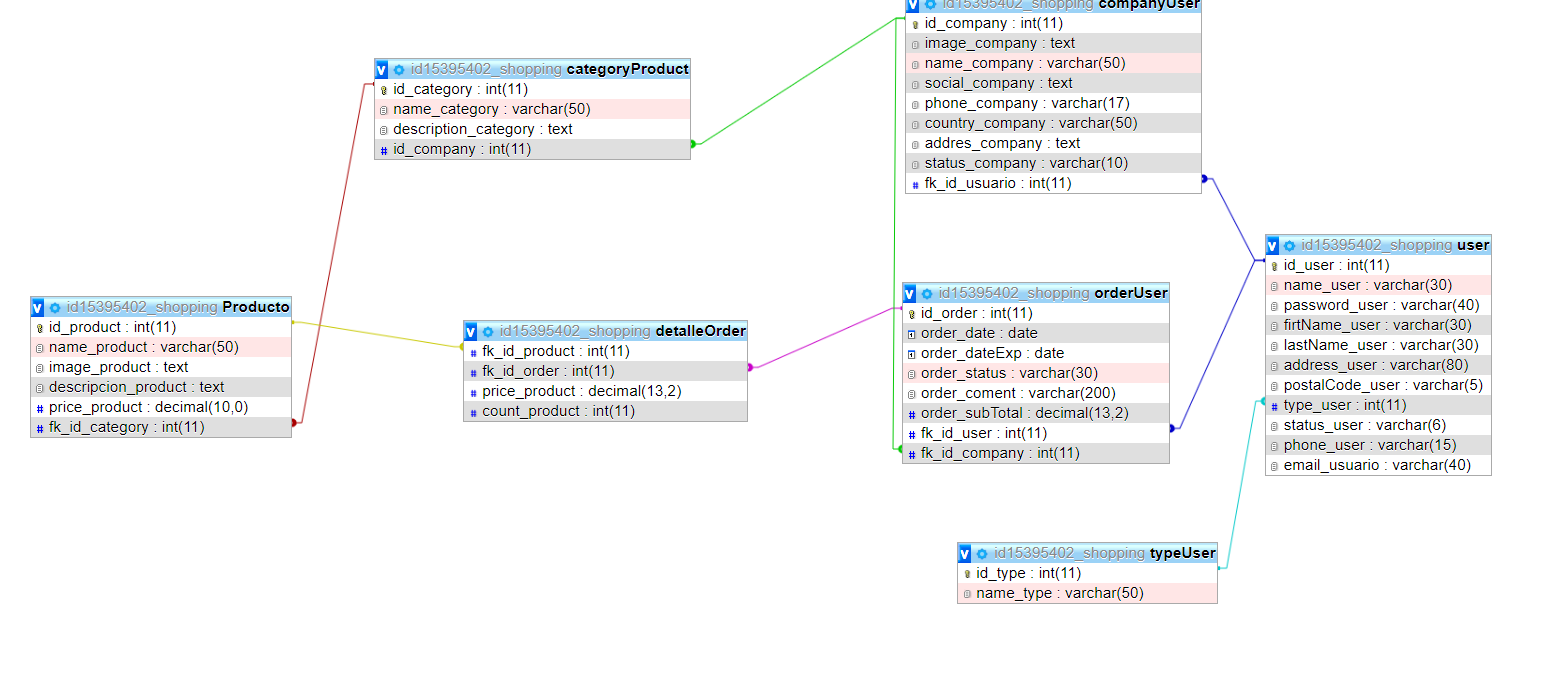 id15395402_shopping companyUser
id_company : int(11)
image_company : text
name_company : varchar(50)
social_company : text
phone_company : varchar(17)
country_company : varchar(50)
addres_company : text
status_company : varchar(10)
fk_id_usuario : int(11)
v id15395402_shopping categoryProduct
id_category : int(11)
name_category : varchar(50)
description_category : text
# id_company : int(11)
v id15395402_shopping user
id_user : int(11)
name_user : varchar(30)
password_user : varchar(40)
firtName_user : varchar(30)
lastName_user : varchar(30)
address_user : varchar(80)
postalCode_user : varchar(5)
# type_user : int(11)
status_user : varchar(6)
phone_user : varchar(15)
email_usuario : varchar(40)
v id15395402_shopping Producto
id_product : int(11)
name_product : varchar(50)
image_product : text
descripcion_product : text
# price_product : decimal(10,0)
# fk_id_category : int(11)
v id15395402_shopping detalleOrder
# fk_id_product : int(11)
# fk_id_order : int(11)
# price_product : decimal(13,2)
# count_product : int(11)
v id15395402_shopping orderUser
id_order : int(11)
order_date : date
order_dateExp : date
order_status : varchar(30)
order_coment : varchar(200)
# order_subTotal : decimal(13,2)
# fk_id_user : int(11)
# fk_id_company : int(11)
v id15395402_shopping typeUser
id_type : int(11)
name_type : varchar(50)